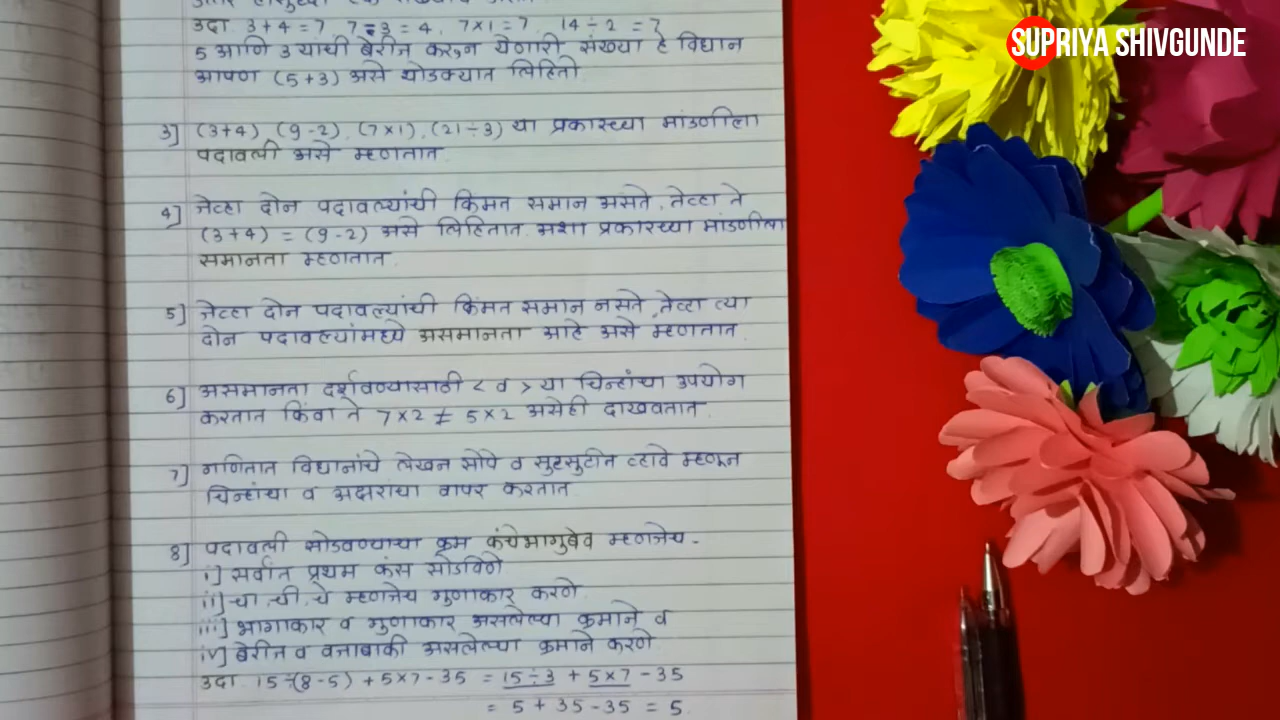 SUPRIYA SHIVGUNDE
उदा. 3+4=7, 7=3=4, 7×1=7, 14÷2=7
5 आणि 3 यांची बेरीज करून येणारी संख्या हे विधान
आपण (5+3) असे थोडक्यात लिहितो.
3] (3+4), (9-2), (7×1), (21÷3) या प्रकारच्या मांडणीला
पदावली असे म्हणतात.
4] जेव्हा दोन पदावल्यांची किंमत समान असते, तेव्हा ते
(3+4) = (9-2) असे लिहितात. अशा प्रकारच्या मांडणीला
समानता म्हणतात.
5] जेव्हा दोन पदावल्यांची किंमत समान नसते, तेव्हा त्या
दोन पदावल्यांमध्ये असमानता आहे असे म्हणतात.
6] असमानता दर्शवण्यासाठी < व > या चिन्हांचा उपयोग
करतात किंवा ते 7×2 ≠ 5×2 असेही दाखवतात.
7] गणितात विधानांचे लेखन सोपे व सुटसुटीत व्हावे म्हणून
चिन्हांचा व अक्षरांचा वापर करतात.
8] पदावली सोडवण्याचा क्रम कंचेभागुबेव म्हणजेच -
i] सर्वात प्रथम कंस सोडविणे
ii] चा, ची, चे म्हणजेच गुणाकार करणे.
iii] भागाकार व गुणाकार असलेल्या क्रमाने व
iv] बेरीज व वजाबाकी असलेल्या क्रमाने करणे.
उदा. 15÷(8-5) + 5×7-35 = 15÷3 + 5×7 - 35
= 5+35-35 = 5.